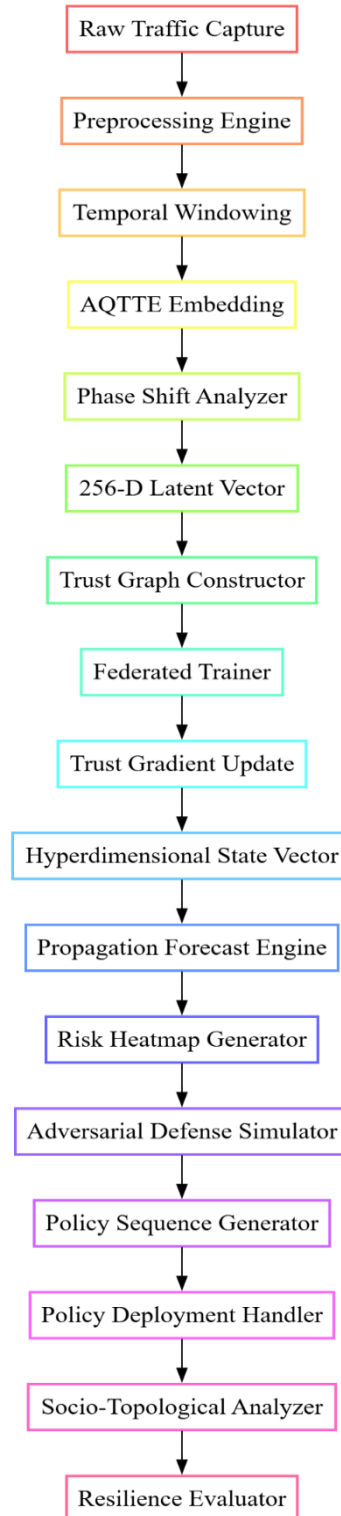 Raw Traffic Capture
Preprocessing Engine
Temporal Windowing
AQTTE Embedding
Phase Shift Analyzer
256-D Latent Vector
Trust Graph Constructor
Federated Trainer
Trust Gradient Update
Hyperdimensional State Vector
Propagation Forecast Engine
Risk Heatmap Generator
Adversarial Defense Simulator
Policy Sequence Generator
Policy Deployment Handler
Socio-Topological Analyzer
Resilience Evaluator